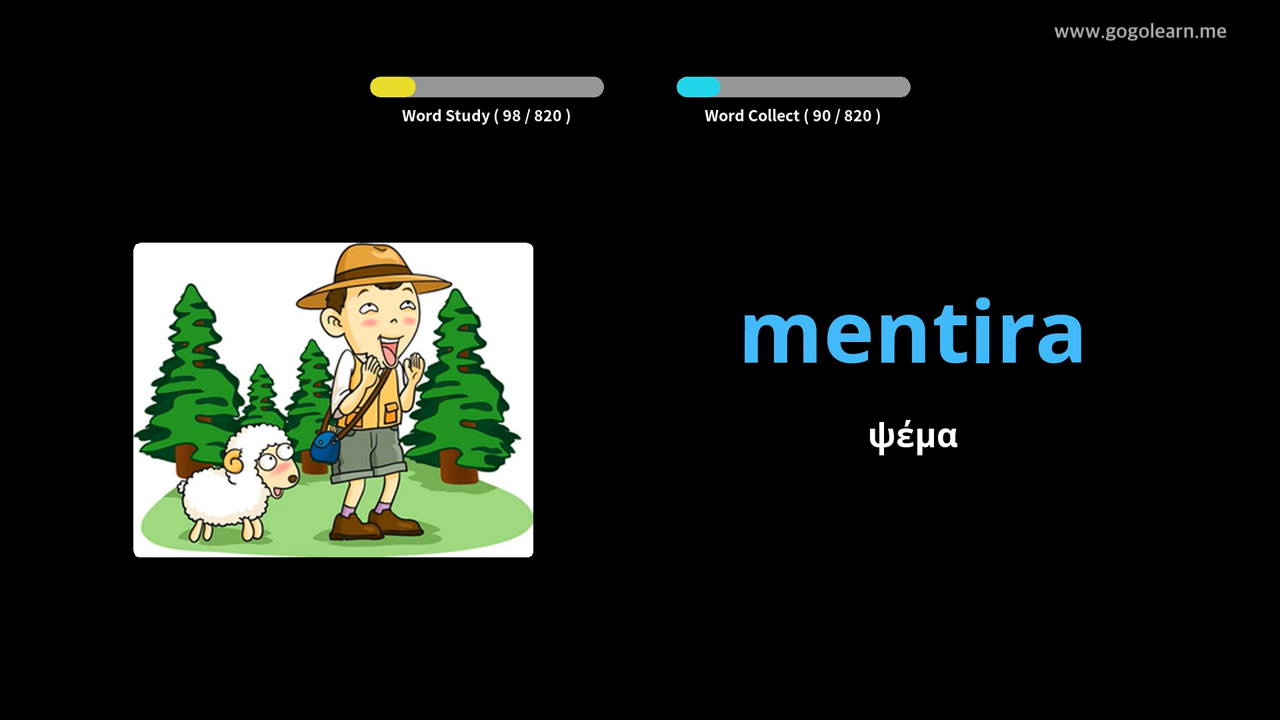 www.gogolearn.me
Word Study ( 98 / 820 )
Word Collect ( 90 / 820 )
mentira
ψέμα